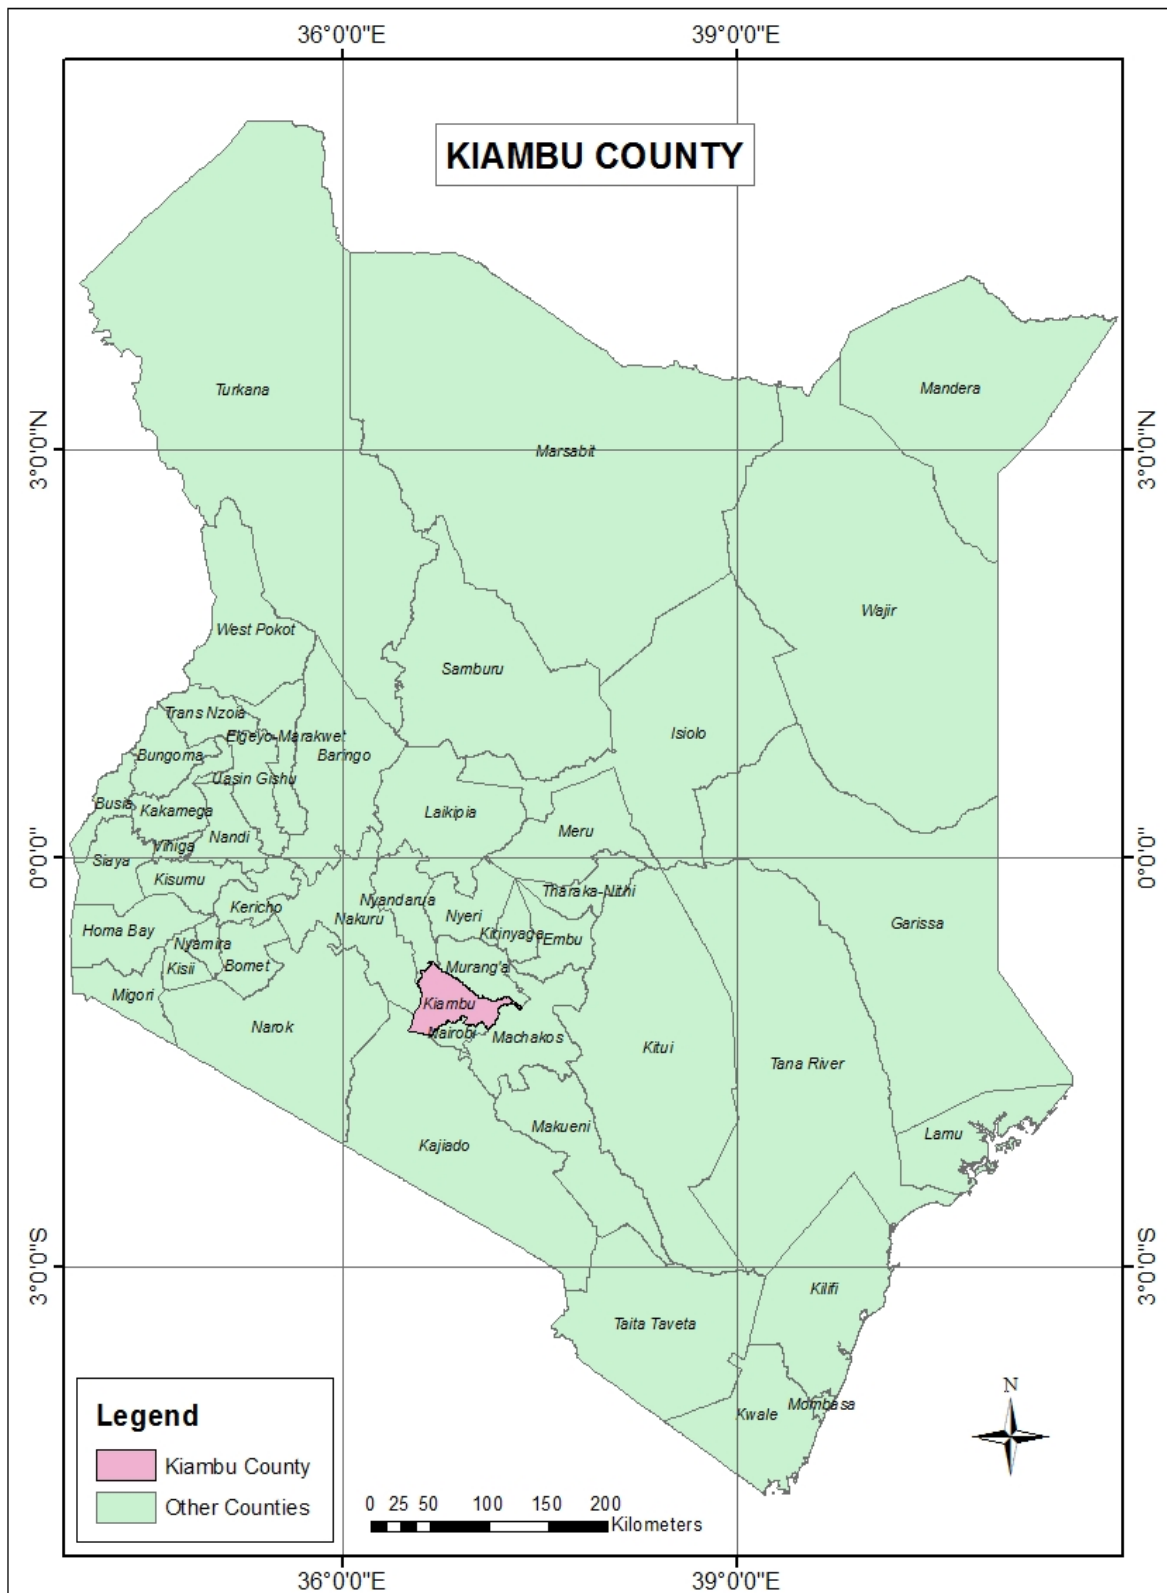 36°0'0"E 39°0'0"E
KIAMBU COUNTY
Turkana
Mandera
3°0'0"N
3°0'0"N
Marsabit
Wajir
West Pokot
Samburu
Trans Nzoia
Isiolo
Elgeyo-Marakwet
Bungoma
Baringo
Uasin Gishu
Busia
Kakamega
Laikipia
Meru
Nandi
Vihiga
0°0'0"
0°0'0"
Siaya
Kisumu
Tharaka-Nithi
Nyandarua
Kericho
Nakuru
Nyeri
Garissa
Homa Bay
Kirinyaga
Embu
Nyamira
Kisii
Bomet
Murang'a
Migori
Kiambu
Narok
Nairobi
Machakos
Kitui
Tana River
Makueni
Lamu
Kajiado
3°0'0"S
3°0'0"S
Kilifi
Taita Taveta
Mombasa
Kwale
N
Legend
Kiambu County
Other Counties
0 25 50 100 150 200
Kilometers
36°0'0"E 39°0'0"E